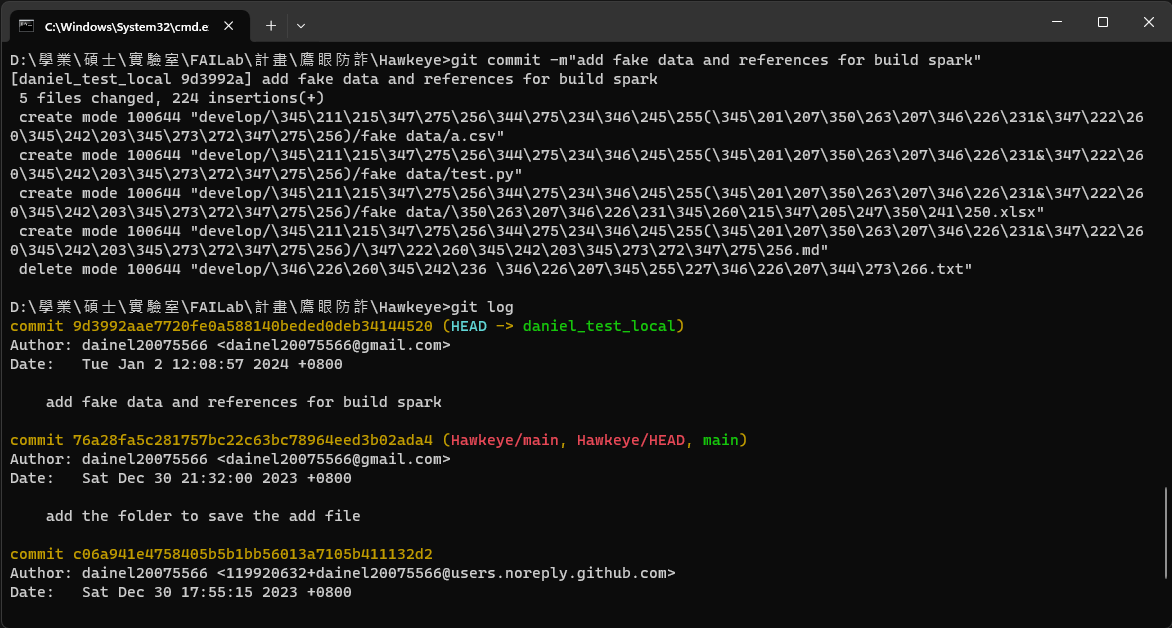 C:\Windows\System32\cmd.e
D:\學業\碩士\實驗室\FAILab\計畫\鷹眼防詐\Hawkeye>git commit -m"add fake data and references for build spark"
[daniel_test_local 9d3992a] add fake data and references for build spark
 5 files changed, 224 insertions(+)
 create mode 100644 "develop/\345\211\215\347\275\256\344\275\234\346\245\255(\345\201\207\350\263\207\346\226\231&\347\222\26
0\345\242\203\345\273\272\347\275\256)/fake data/a.csv"
 create mode 100644 "develop/\345\211\215\347\275\256\344\275\234\346\245\255(\345\201\207\350\263\207\346\226\231&\347\222\26
0\345\242\203\345\273\272\347\275\256)/fake data/test.py"
 create mode 100644 "develop/\345\211\215\347\275\256\344\275\234\346\245\255(\345\201\207\350\263\207\346\226\231&\347\222\26
0\345\242\203\345\273\272\347\275\256)/fake data/\350\263\207\346\226\231\345\260\215\347\205\247\350\241\250.xlsx"
 create mode 100644 "develop/\345\211\215\347\275\256\344\275\234\346\245\255(\345\201\207\350\263\207\346\226\231&\347\222\26
0\345\242\203\345\273\272\347\275\256)/\347\222\260\345\242\203\345\273\272\347\275\256.md"
 delete mode 100644 "develop/\346\226\260\345\242\236 \346\226\207\345\255\227\346\226\207\344\273\266.txt"
D:\學業\碩士\實驗室\FAILab\計畫\鷹眼防詐\Hawkeye>git log
commit 9d3992aae7720fe0a588140beded0deb34144520 (HEAD -> daniel_test_local)
Author: dainel20075566 <dainel20075566@gmail.com>
Date:   Tue Jan 2 12:08:57 2024 +0800
    add fake data and references for build spark
commit 76a28fa5c281757bc22c63bc78964eed3b02ada4 (Hawkeye/main, Hawkeye/HEAD, main)
Author: dainel20075566 <dainel20075566@gmail.com>
Date:   Sat Dec 30 21:32:00 2023 +0800
    add the folder to save the add file
commit c06a941e4758405b5b1bb56013a7105b411132d2
Author: dainel20075566 <119920632+dainel20075566@users.noreply.github.com>
Date:   Sat Dec 30 17:55:15 2023 +0800